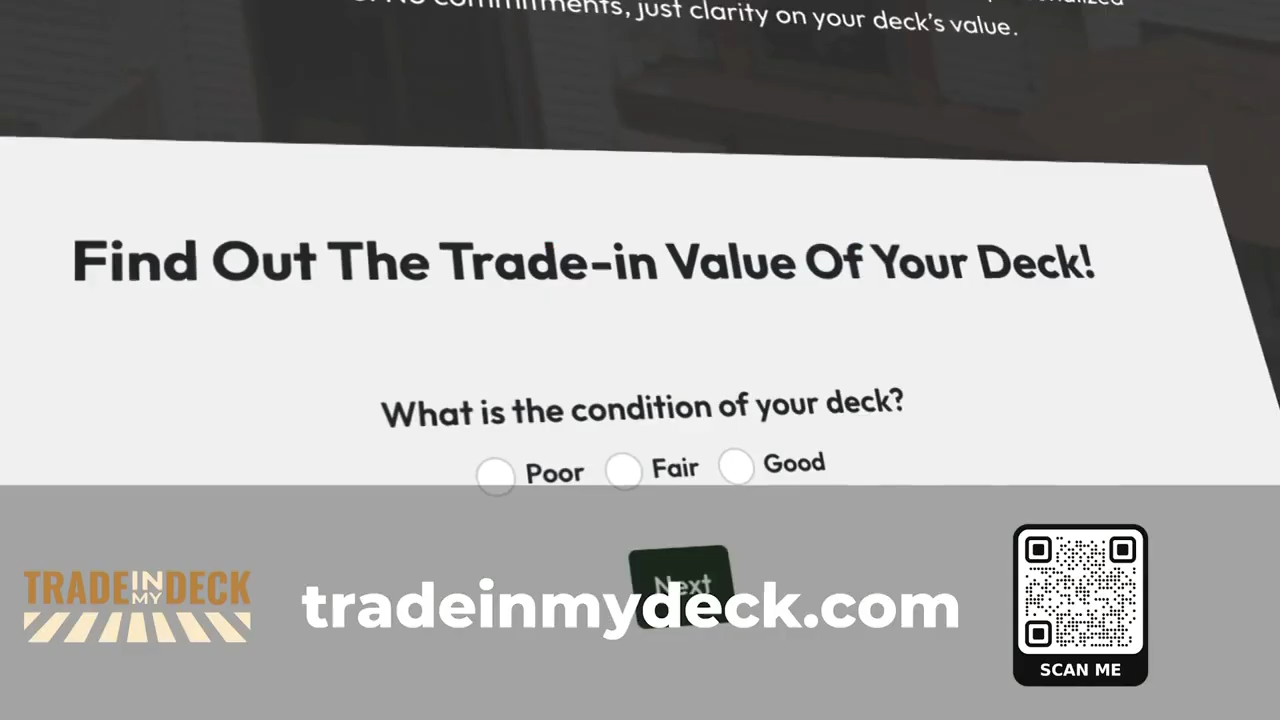 No commitments, just clarity on your deck's value.
Find Out The Trade-in Value Of Your Deck!
What is the condition of your deck?
Poor Fair Good
Next
TRADE IN MY DECK
tradeinmydeck.com
SCAN ME